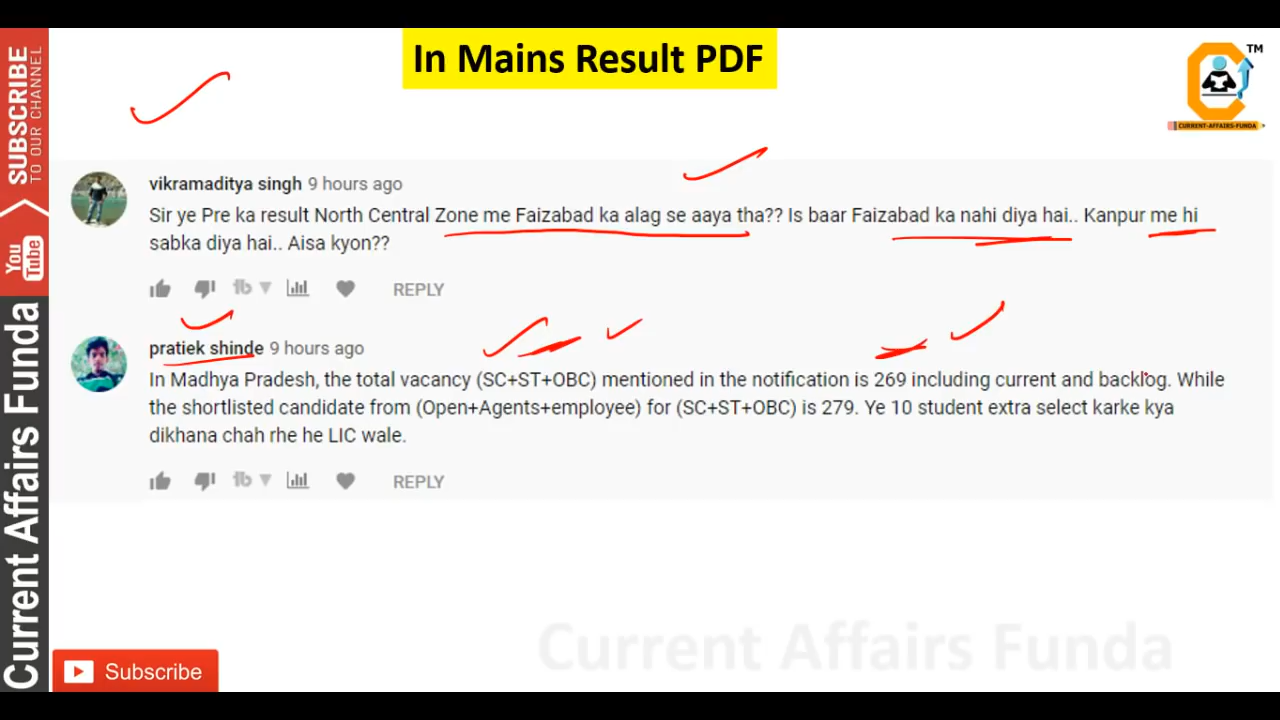 In Mains Result PDF
TM
CURRENT-AFFAIRS-FUNDA
SUBSCRIBE
TO OUR CHANNEL
You
Tube
Current Affairs Funda
vikramaditya singh 9 hours ago
Sir ye Pre ka result North Central Zone me Faizabad ka alag se aaya tha?? Is baar Faizabad ka nahi diya hai.. Kanpur me hi
sabka diya hai.. Aisa kyon??
REPLY
pratiek shinde 9 hours ago
In Madhya Pradesh, the total vacancy (SC+ST+OBC) mentioned in the notification is 269 including current and backlog. While
the shortlisted candidate from (Open+Agents+employee) for (SC+ST+OBC) is 279. Ye 10 student extra select karke kya
dikhana chah rhe he LIC wale.
REPLY
Current Affairs Funda
Subscribe